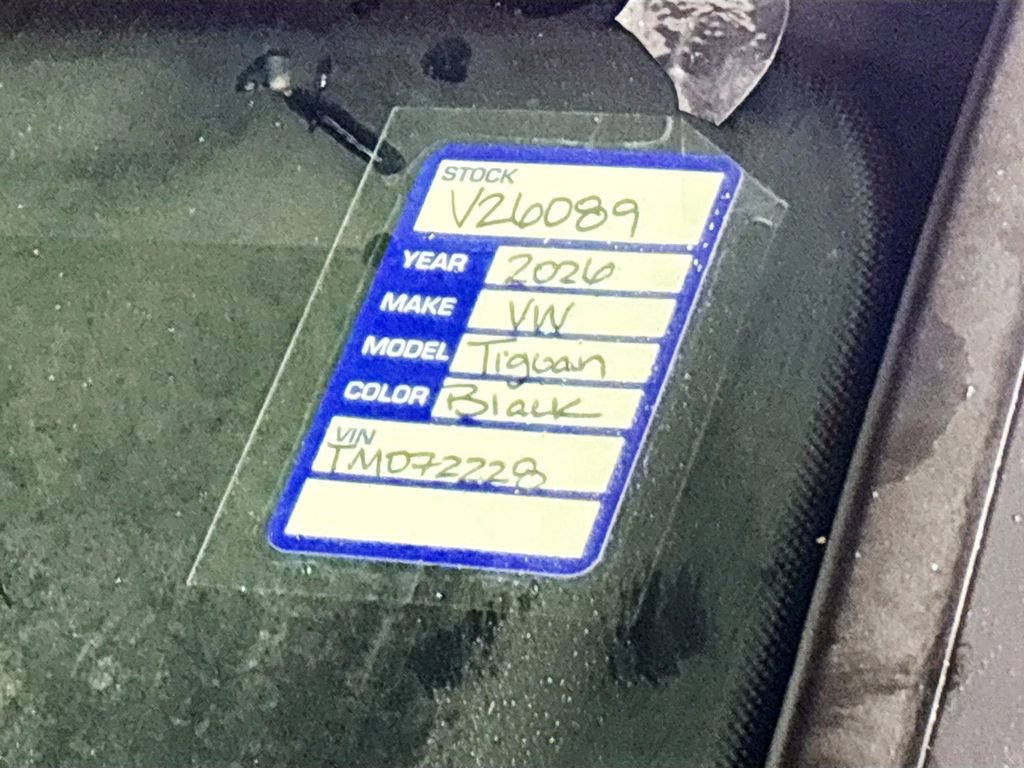 STOCK
V26089
YEAR 2026
MAKE VW
MODEL Tiguan
COLOR Black
VIN
TM072228